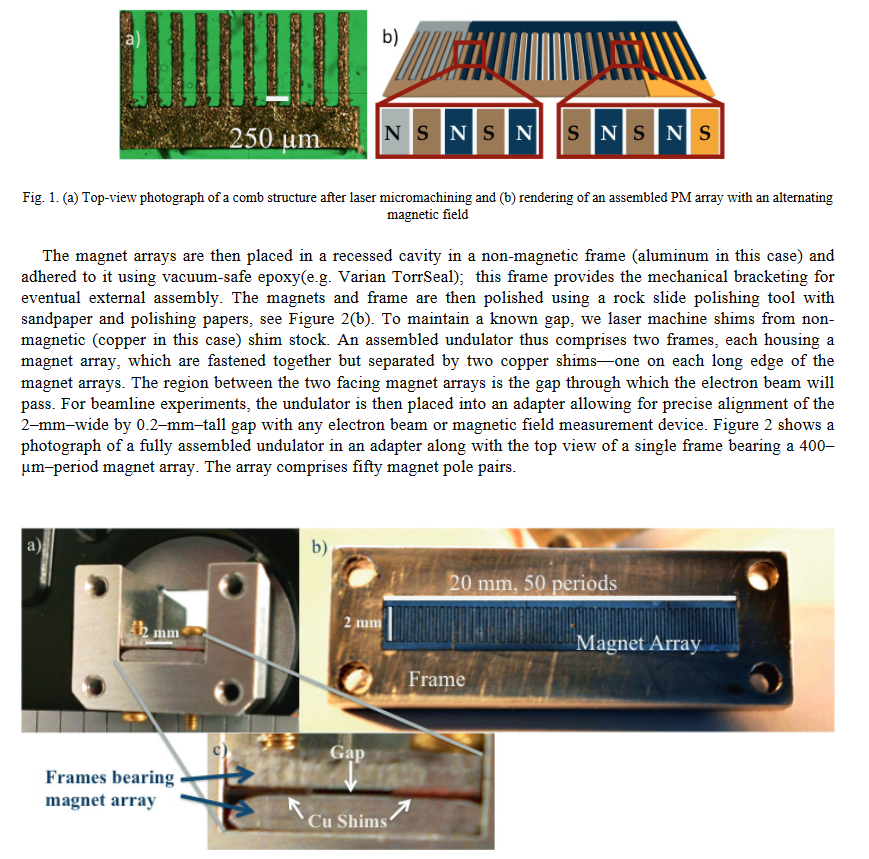 a)
250 μm
b)
N S N S N
S N S N S
Fig. 1. (a) Top-view photograph of a comb structure after laser micromachining and (b) rendering of an assembled PM array with an alternating
magnetic field
The magnet arrays are then placed in a recessed cavity in a non-magnetic frame (aluminum in this case) and
adhered to it using vacuum-safe epoxy(e.g. Varian TorrSeal); this frame provides the mechanical bracketing for
eventual external assembly. The magnets and frame are then polished using a rock slide polishing tool with
sandpaper and polishing papers, see Figure 2(b). To maintain a known gap, we laser machine shims from non-
magnetic (copper in this case) shim stock. An assembled undulator thus comprises two frames, each housing a
magnet array, which are fastened together but separated by two copper shims—one on each long edge of the
magnet arrays. The region between the two facing magnet arrays is the gap through which the electron beam will
pass. For beamline experiments, the undulator is then placed into an adapter allowing for precise alignment of the
2–mm–wide by 0.2–mm–tall gap with any electron beam or magnetic field measurement device. Figure 2 shows a
photograph of a fully assembled undulator in an adapter along with the top view of a single frame bearing a 400–
μm–period magnet array. The array comprises fifty magnet pole pairs.
a)
2 mm
b)
20 mm, 50 periods
2 mm
Magnet Array
Frame
c)
Gap
Frames bearing
magnet array
Cu Shims